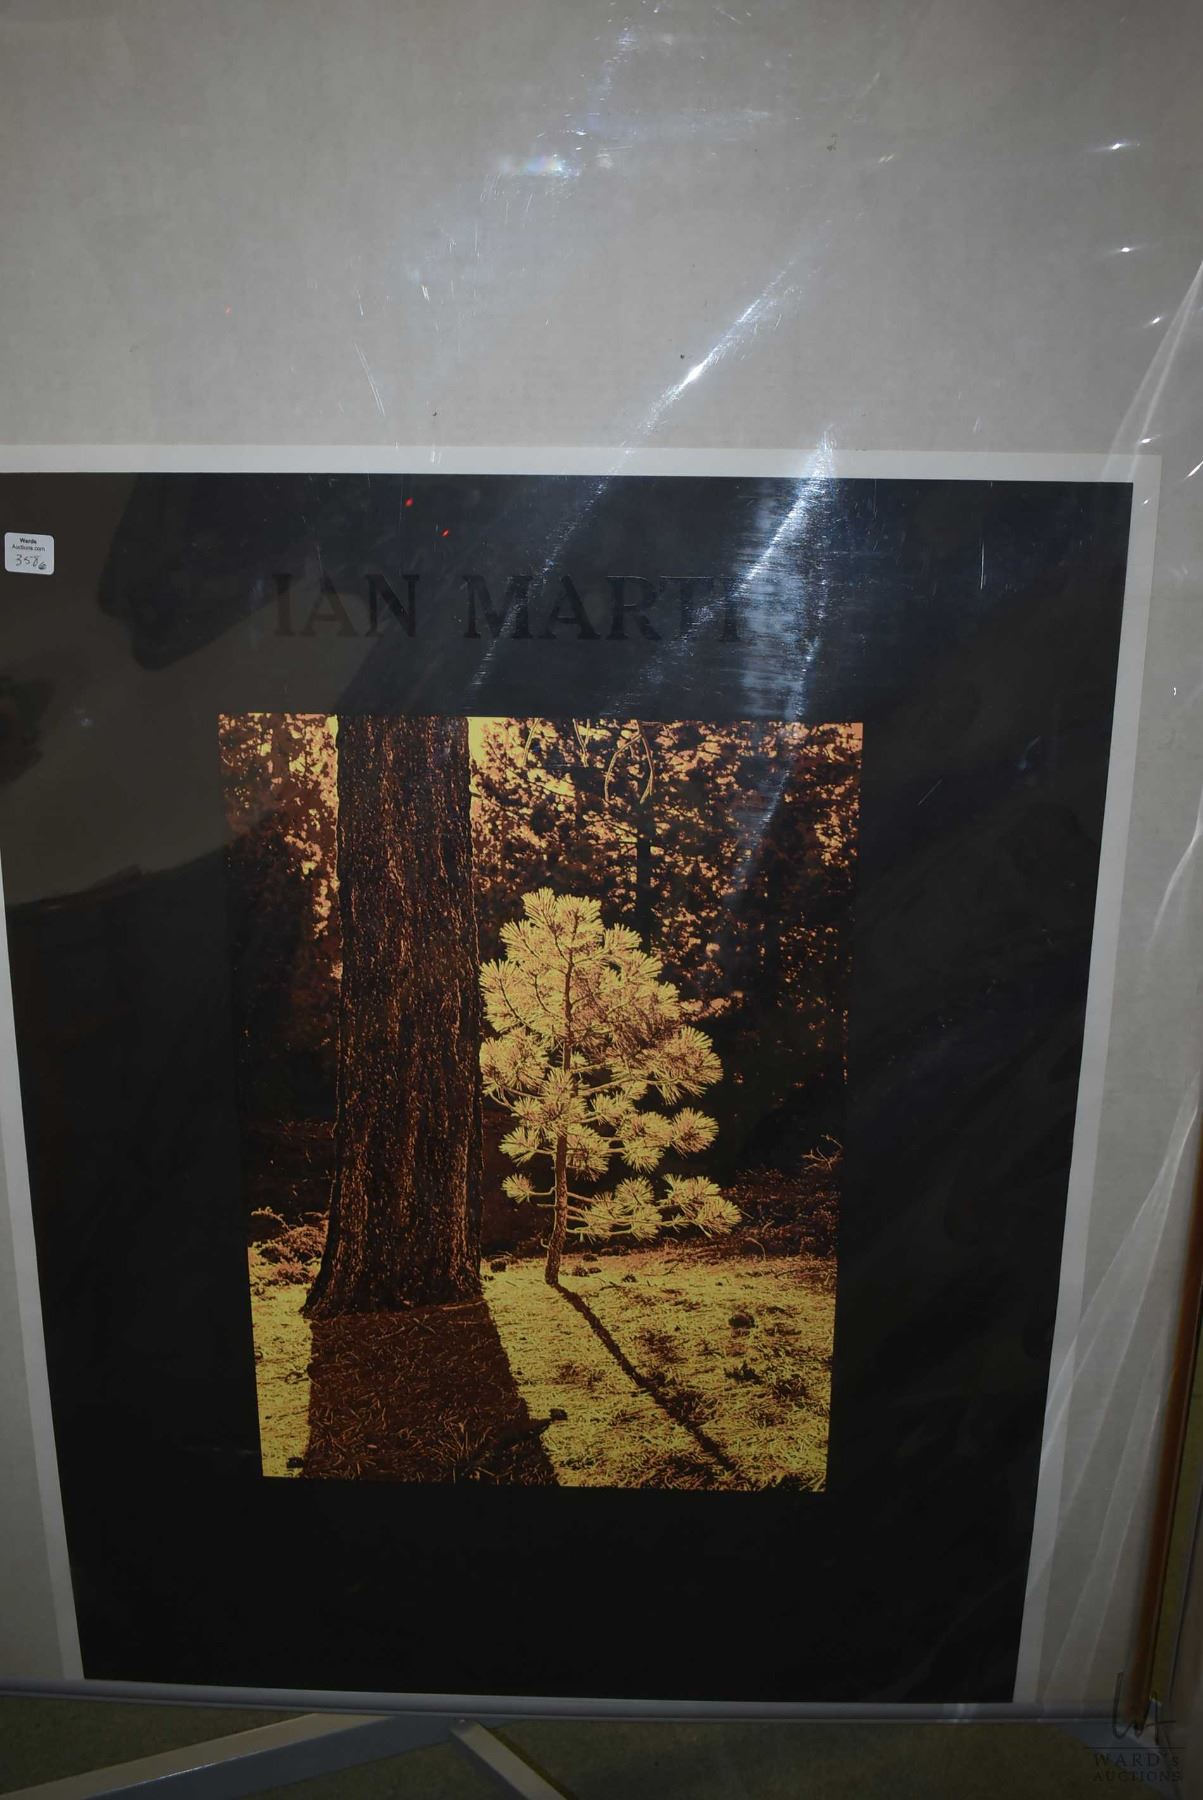 Wards
Auctions.com
3586
IAN MARTI
WARD's
AUCTIONS